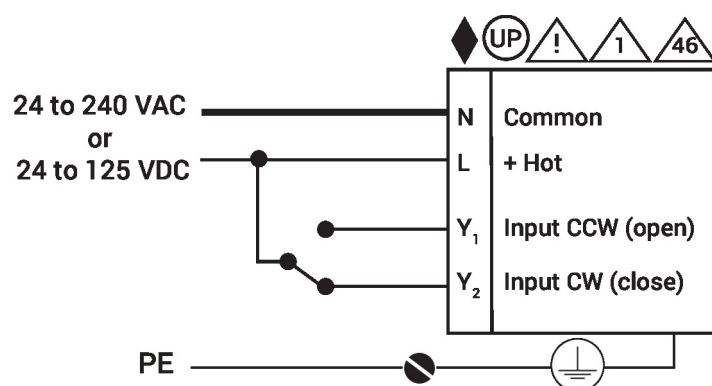 UP ! 1 46
24 to 240 VAC
or
24 to 125 VDC
N Common
L + Hot
Y₁ Input CCW (open)
Y₂ Input CW (close)
PE